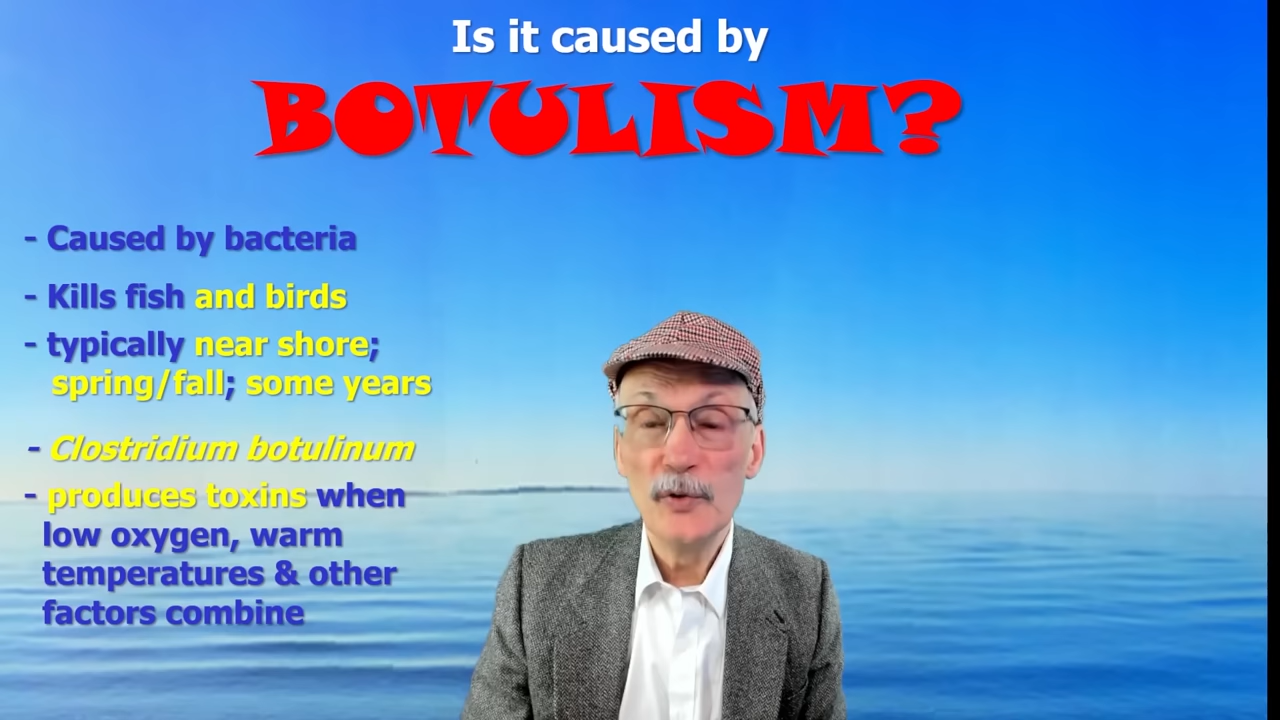 Is it caused by
BOTULISM?
- Caused by bacteria
- Kills fish and birds
- typically near shore;
spring/fall; some years
- Clostridium botulinum
- produces toxins when
low oxygen, warm
temperatures & other
factors combine